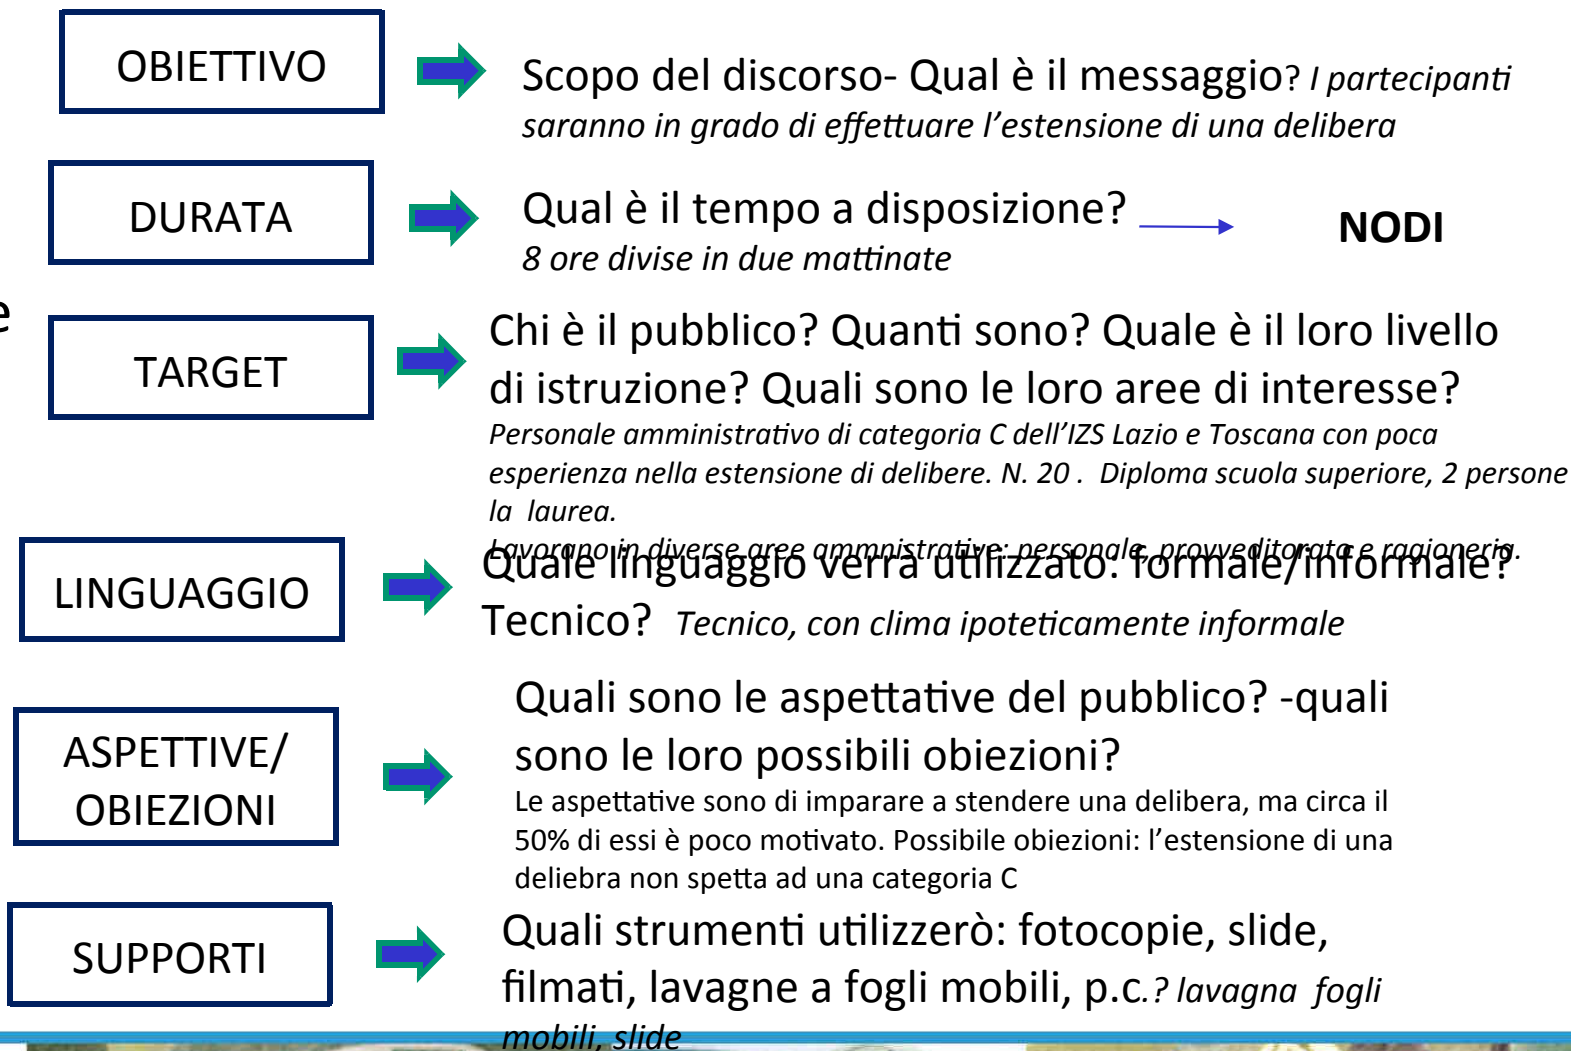 OBIETTIVO
Scopo del discorso- Qual è il messaggio? I partecipanti
saranno in grado di effettuare l’estensione di una delibera
DURATA
Qual è il tempo a disposizione?
8 ore divise in due mattinate
NODI
e
TARGET
Chi è il pubblico? Quanti sono? Quale è il loro livello
di istruzione? Quali sono le loro aree di interesse?
Personale amministrativo di categoria C dell’IZS Lazio e Toscana con poca
esperienza nella estensione di delibere. N. 20 . Diploma scuola superiore, 2 persone
la laurea.
Lavorano in diverse aree ammnistrative: personale, provveditorato e ragioneria.
LINGUAGGIO
Quale linguaggio verrà utilizzato: formale/informale?
Tecnico? Tecnico, con clima ipoteticamente informale
ASPETTIVE/
OBIEZIONI
Quali sono le aspettative del pubblico? -quali
sono le loro possibili obiezioni?
Le aspettative sono di imparare a stendere una delibera, ma circa il
50% di essi è poco motivato. Possibile obiezioni: l’estensione di una
deliebra non spetta ad una categoria C
SUPPORTI
Quali strumenti utilizzerò: fotocopie, slide,
filmati, lavagne a fogli mobili, p.c.? lavagna fogli
mobili, slide